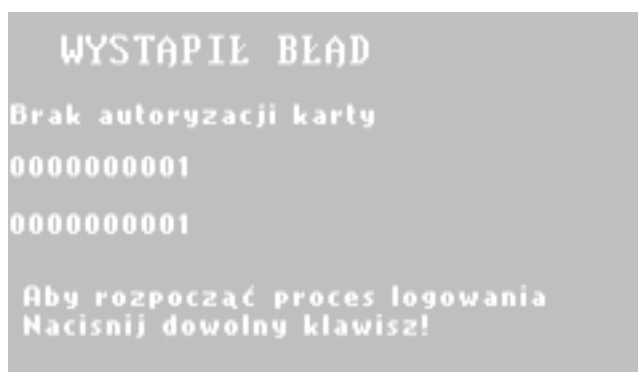 WYSTĄPIŁ BŁĄD
Brak autoryzacji karty
0000000001
0000000001
Aby rozpocząć proces logowania
Nacisnij dowolny klawisz!